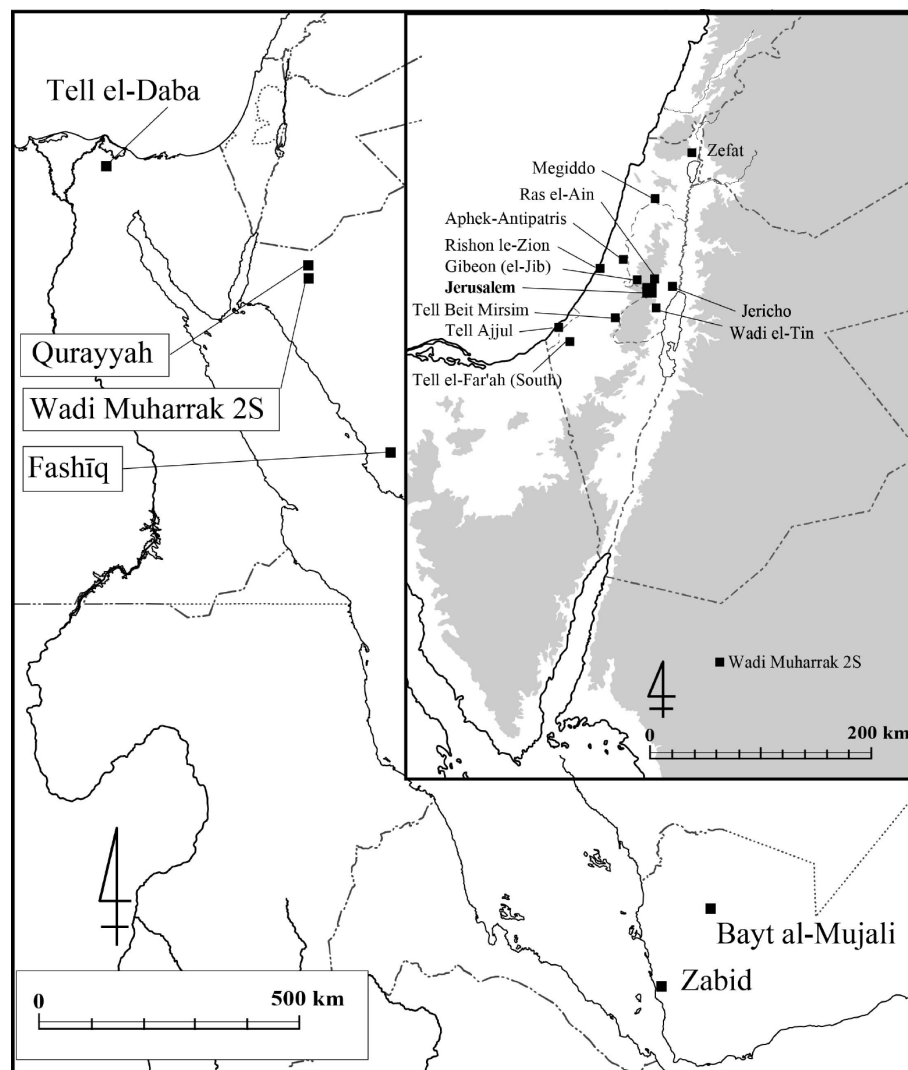 Tell el-Daba
Qurayyah
Wadi Muharrak 2S
Fashīq
Zefat
Megiddo
Ras el-Ain
Aphek-Antipatris
Rishon le-Zion
Gibeon (el-Jib)
Jerusalem
Jericho
Tell Beit Mirsim
Wadi el-Tin
Tell Ajjul
Tell el-Far'ah (South)
Wadi Muharrak 2S
0 200 km
Bayt al-Mujali
Zabid
0 500 km